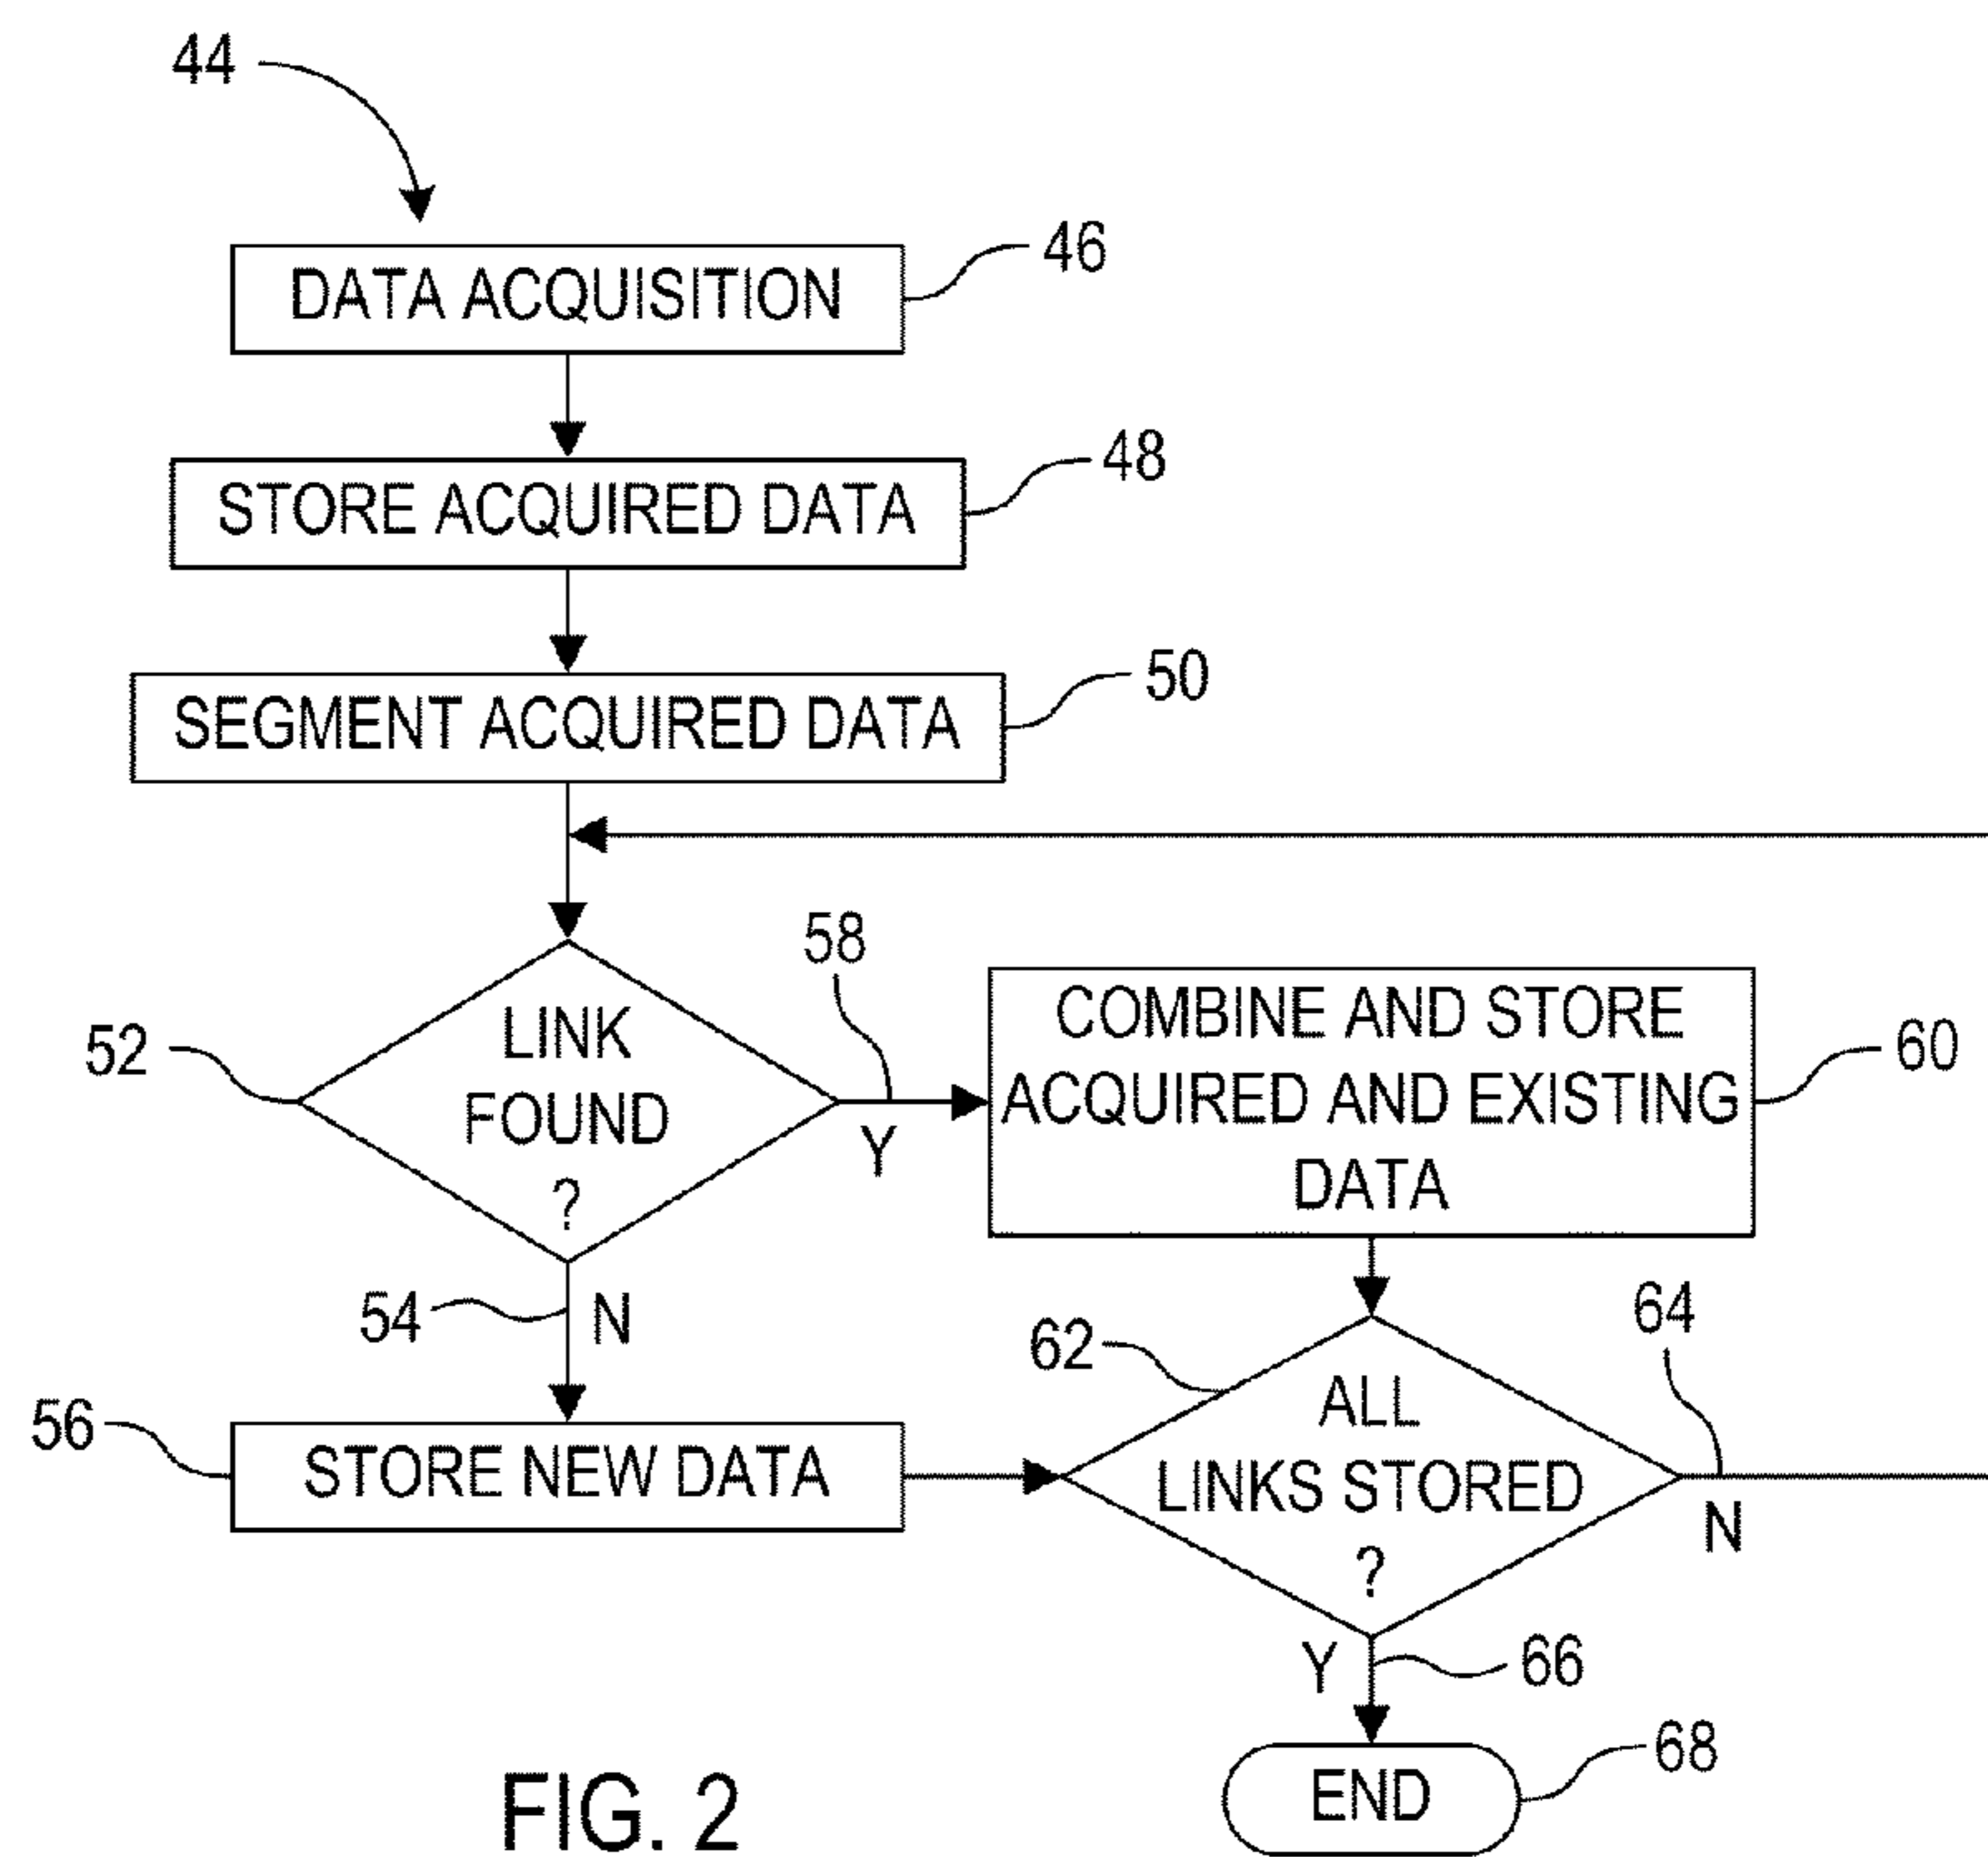 44
DATA ACQUISITION
46
STORE ACQUIRED DATA
48
SEGMENT ACQUIRED DATA
50
52
LINK
FOUND
?
58
Y
COMBINE AND STORE
ACQUIRED AND EXISTING
DATA
60
54
N
56
STORE NEW DATA
62
ALL
LINKS STORED
?
64
N
Y
66
END
68
FIG. 2